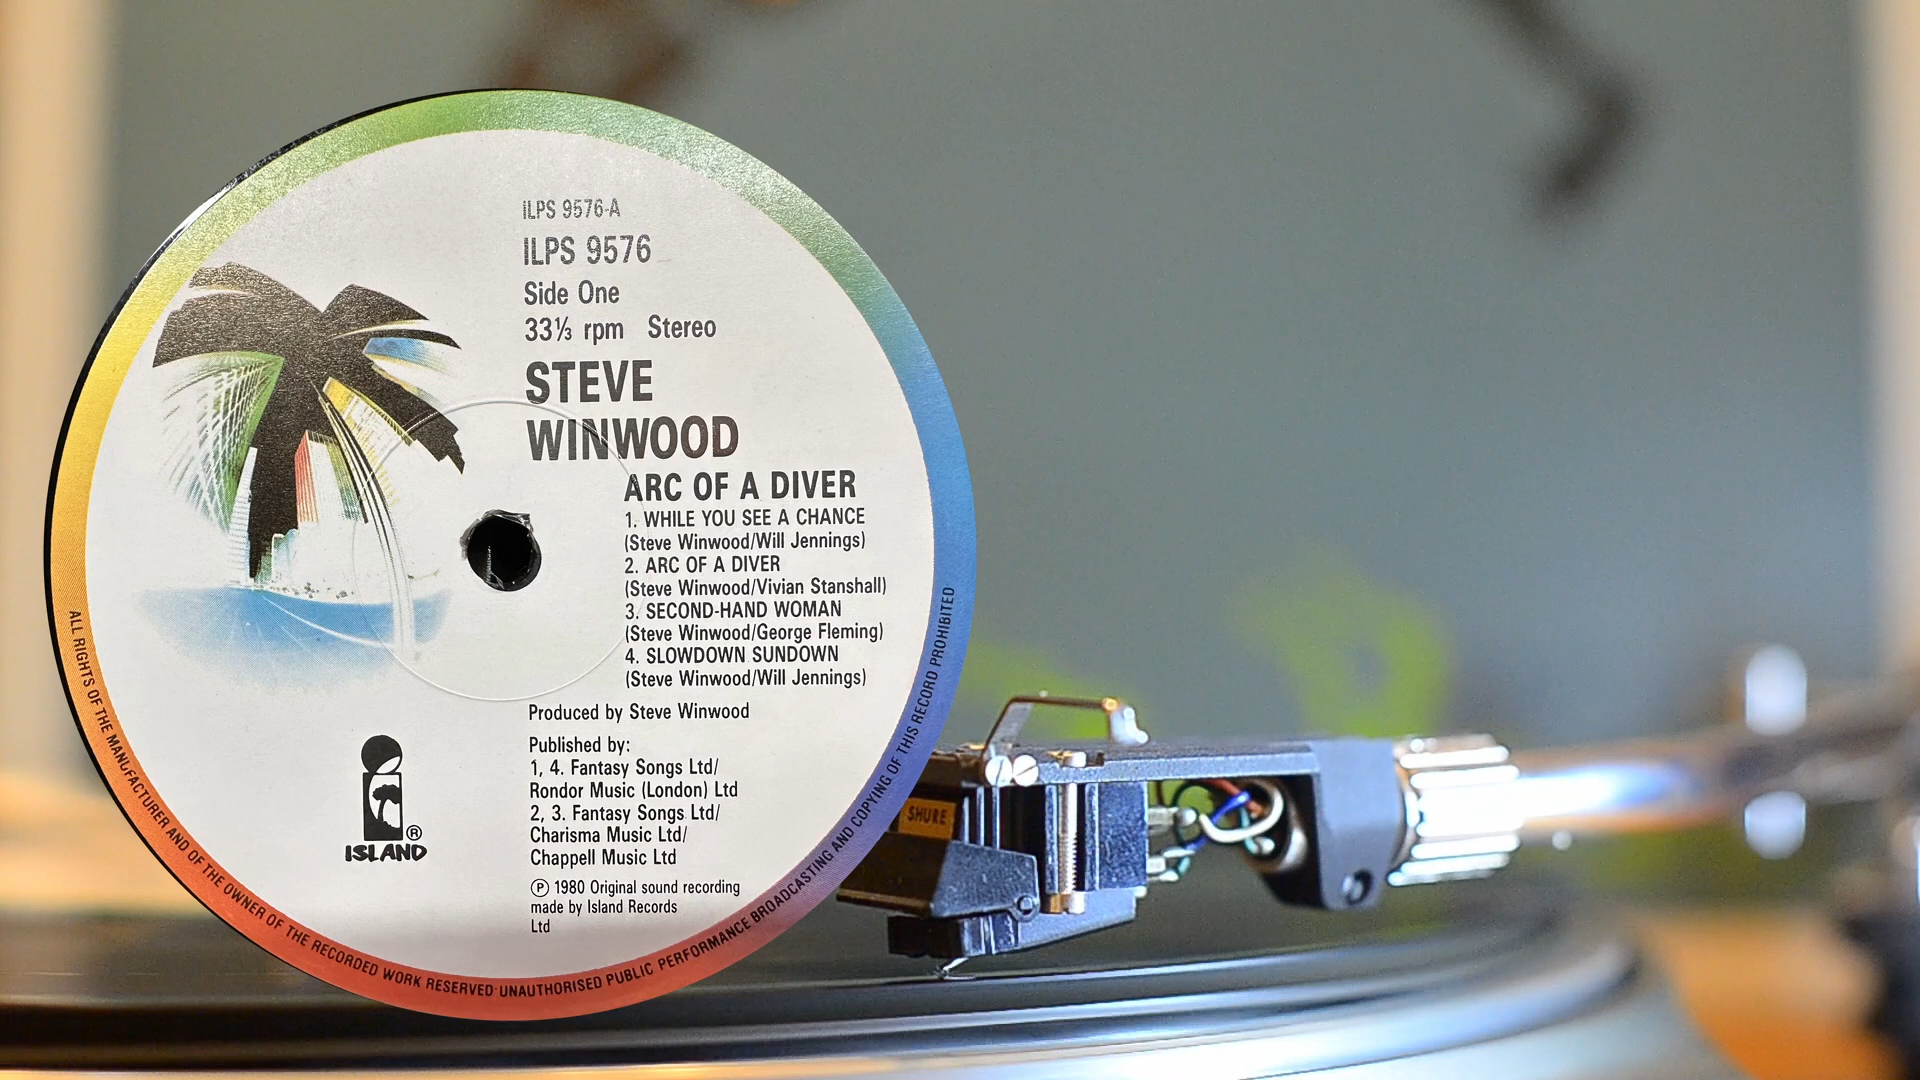 ILPS 9576-A
ILPS 9576
Side One
33⅓ rpm Stereo
STEVE
WINWOOD
ARC OF A DIVER
1. WHILE YOU SEE A CHANCE
(Steve Winwood/Will Jennings)
2. ARC OF A DIVER
(Steve Winwood/Vivian Stanshall)
3. SECOND-HAND WOMAN
(Steve Winwood/George Fleming)
4. SLOWDOWN SUNDOWN
(Steve Winwood/Will Jennings)
Produced by Steve Winwood
Published by:
1, 4. Fantasy Songs Ltd/
Rondor Music (London) Ltd
2, 3. Fantasy Songs Ltd/
Charisma Music Ltd/
Chappell Music Ltd
Ⓟ 1980 Original sound recording
made by Island Records
Ltd
ISLAND®
ALL RIGHTS OF THE MANUFACTURER AND OF THE OWNER OF THE RECORDED WORK RESERVED·UNAUTHORISED PUBLIC PERFORMANCE BROADCASTING AND COPYING OF THIS RECORD PROHIBITED
SHURE